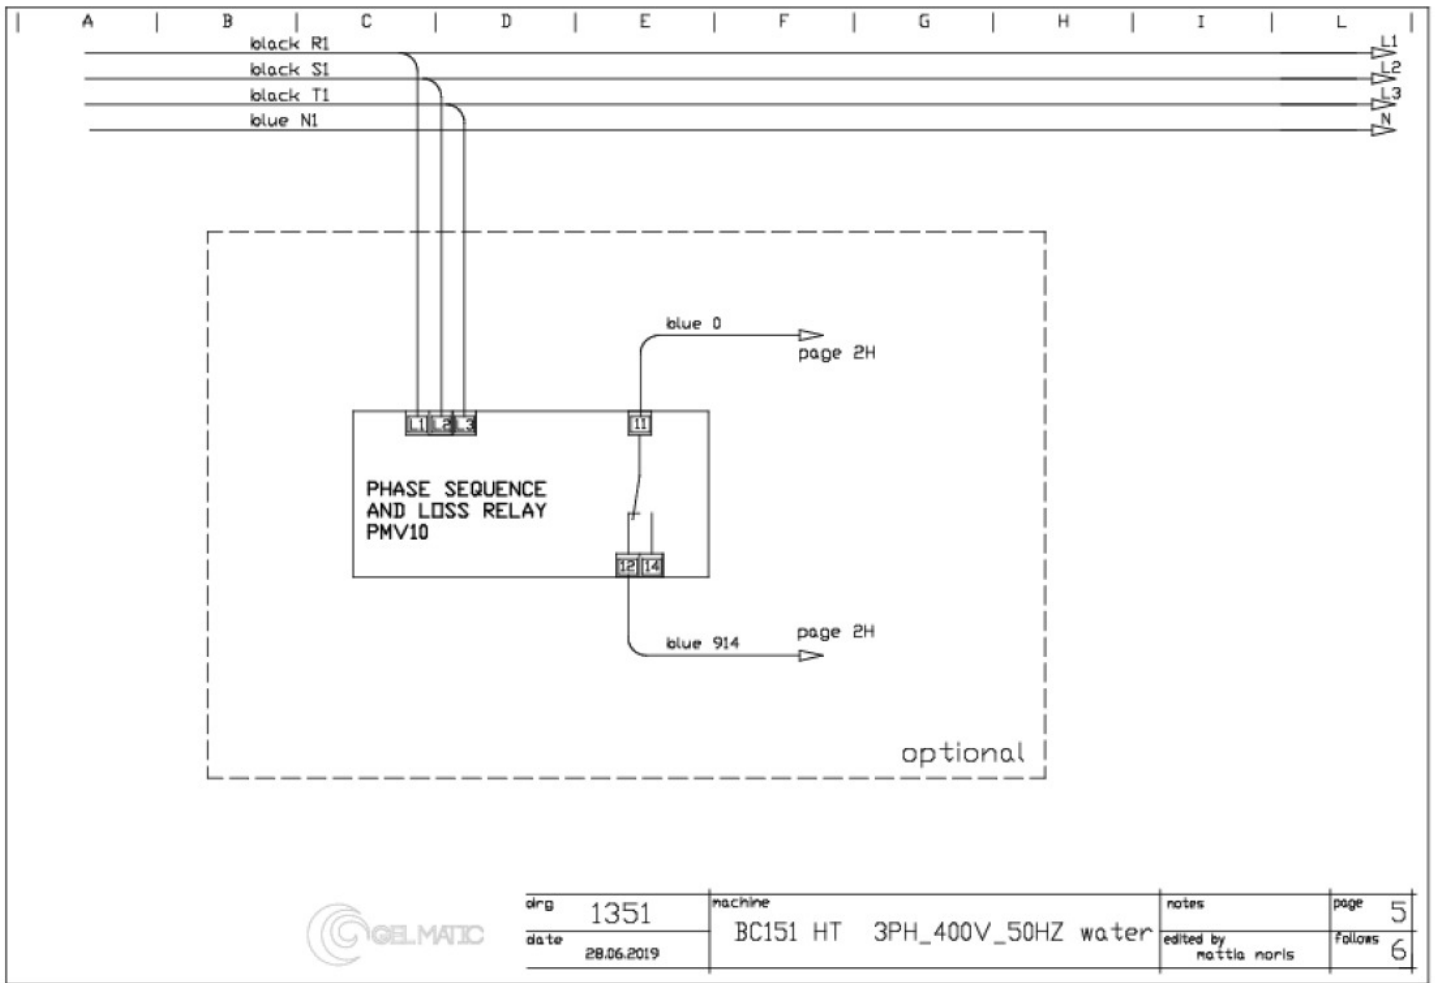 A B C D E F G H I L
black R1 L1
black S1 L2
black T1 L3
blue N1 N
blue 0
page 2H
L1 L2 L3 11
PHASE SEQUENCE
AND LOSS RELAY
PMV10
12 14
page 2H
blue 914
optional
GELMATIC
drg 1351
date 28.06.2019
machine
BC151 HT 3PH_400V_50HZ water
notes
edited by
mattia noris
page 5
follows 6